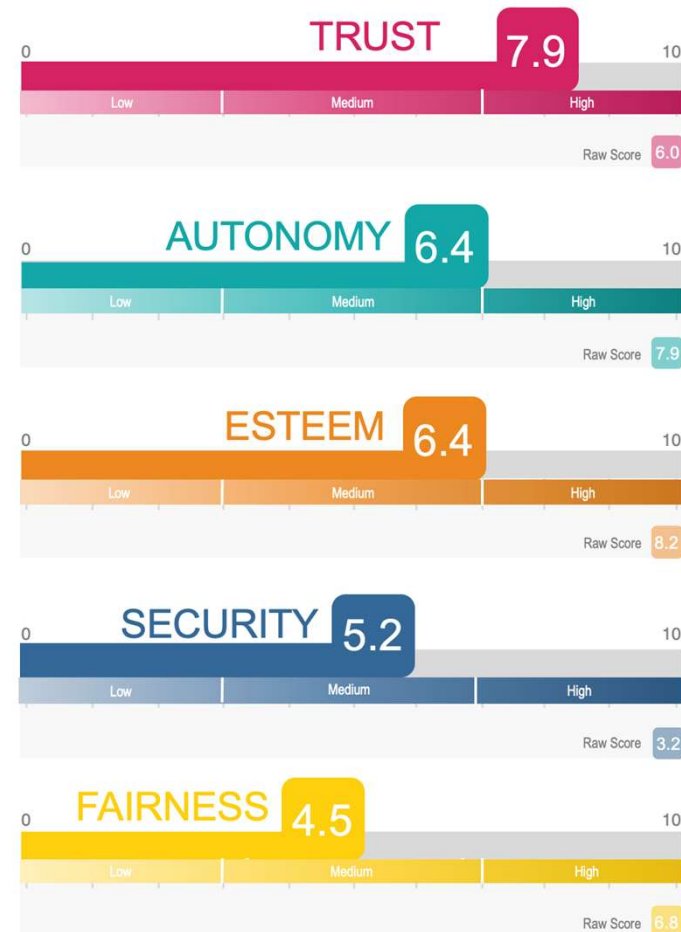 TRUST 7.9
0 10
Low Medium High
Raw Score 6.0
AUTONOMY 6.4
0 10
Low Medium High
Raw Score 7.9
ESTEEM 6.4
0 10
Low Medium High
Raw Score 8.2
SECURITY 5.2
0 10
Low Medium High
Raw Score 3.2
FAIRNESS 4.5
0 10
Low Medium High
Raw Score 6.8